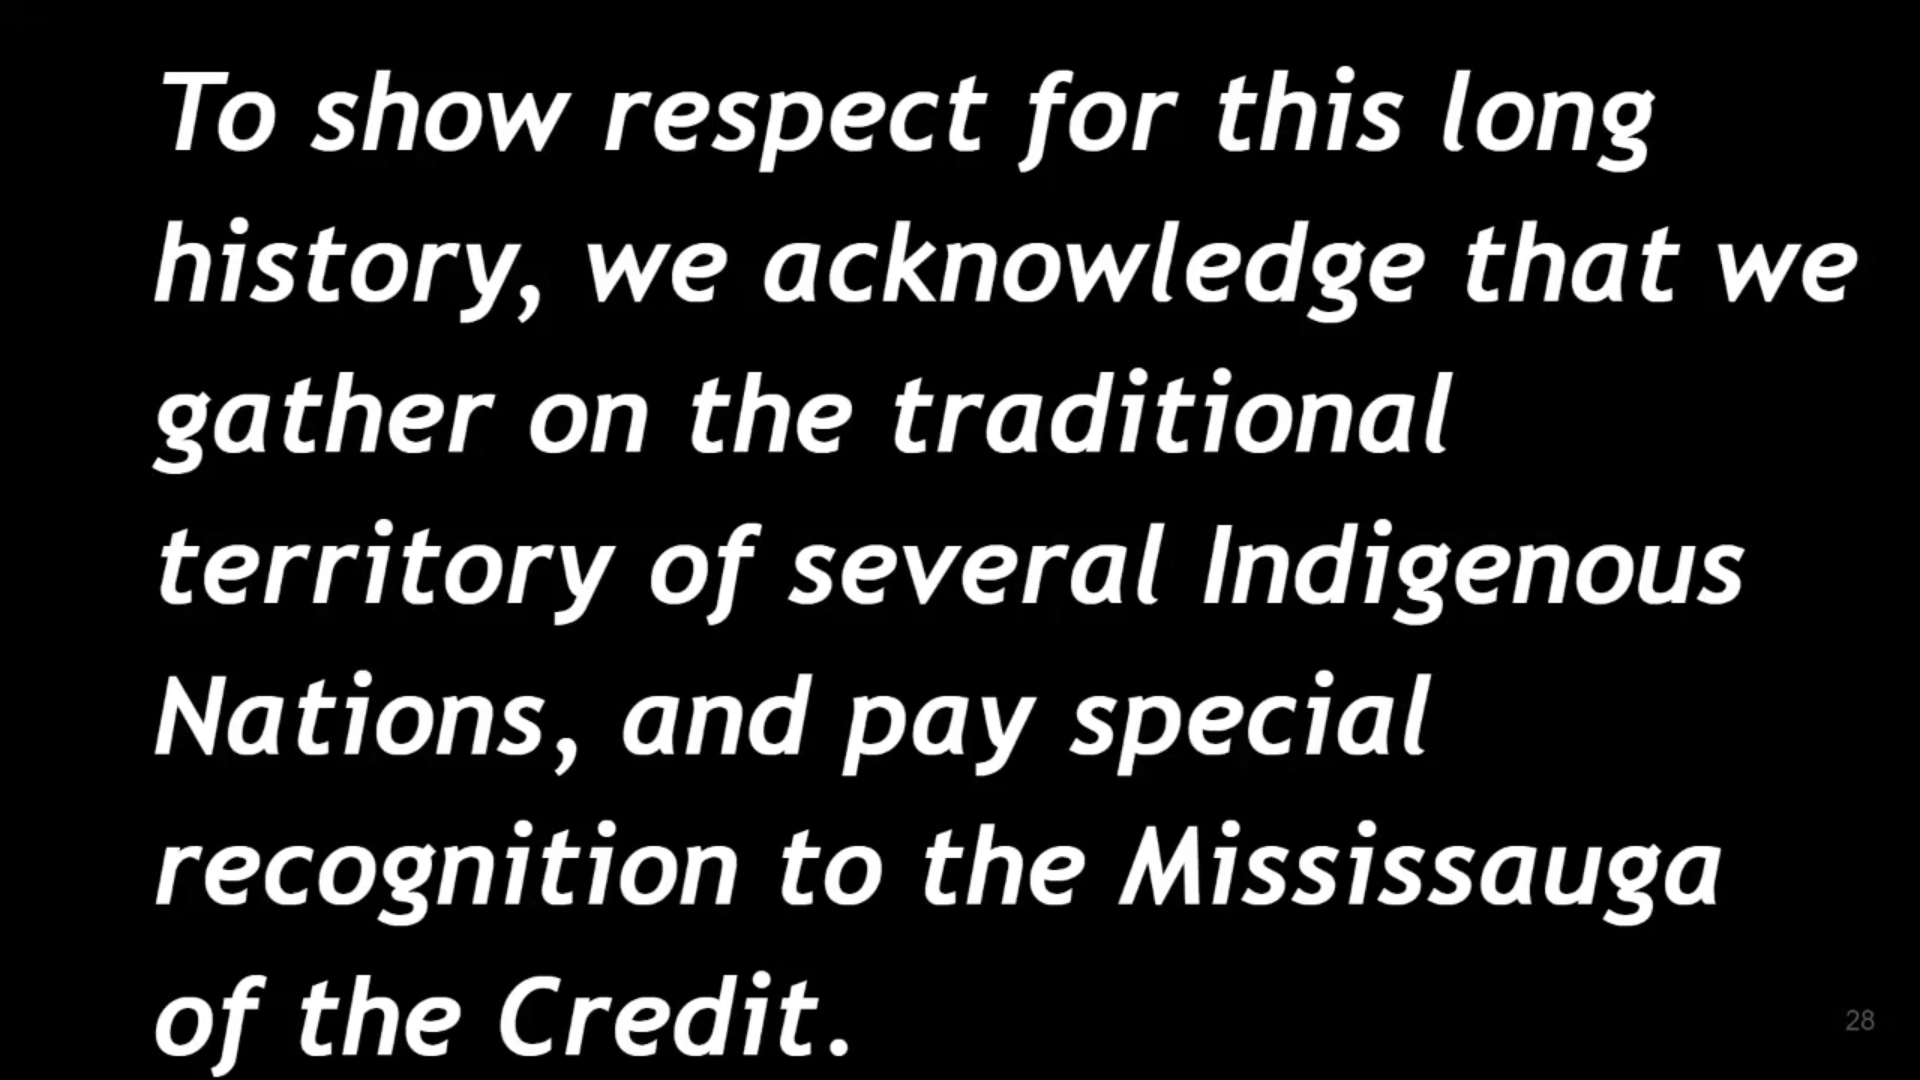 To show respect for this long
history, we acknowledge that we
gather on the traditional
territory of several Indigenous
Nations, and pay special
recognition to the Mississauga
of the Credit.
28